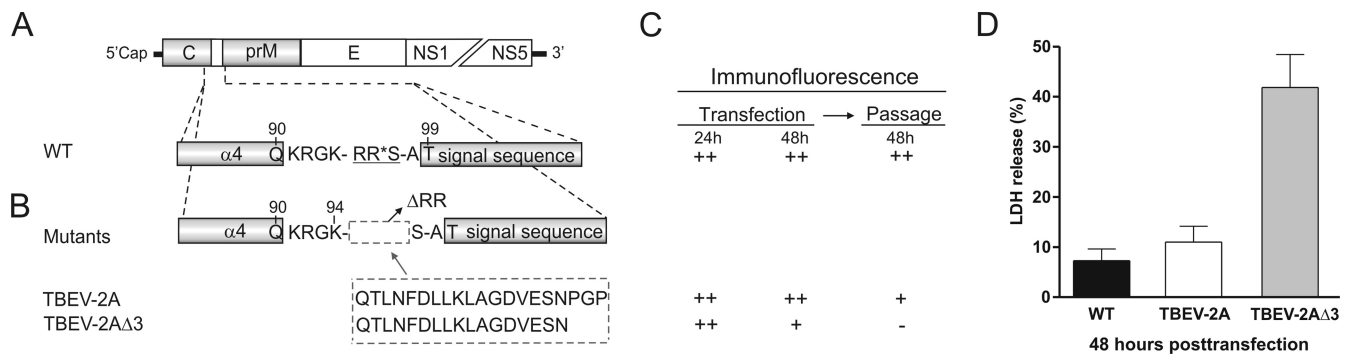 A
5'Cap
C
prM
E
NS1
NS5
3'
WT
α4
90
Q KRGK- RR*S-A
99
T signal sequence
B
Mutants
α4
90
Q KRGK-
94
ΔRR
S-A
T signal sequence
TBEV-2A QTLNFDLLKLAGDVESNPGP
TBEV-2AΔ3 QTLNFDLLKLAGDVESN
C
Immunofluorescence
Transfection → Passage
24h 48h 48h
++ ++ ++
++ ++ +
++ + -
D
LDH release (%)
50
40
30
20
10
0
WT TBEV-2A TBEV-2AΔ3
48 hours posttransfection